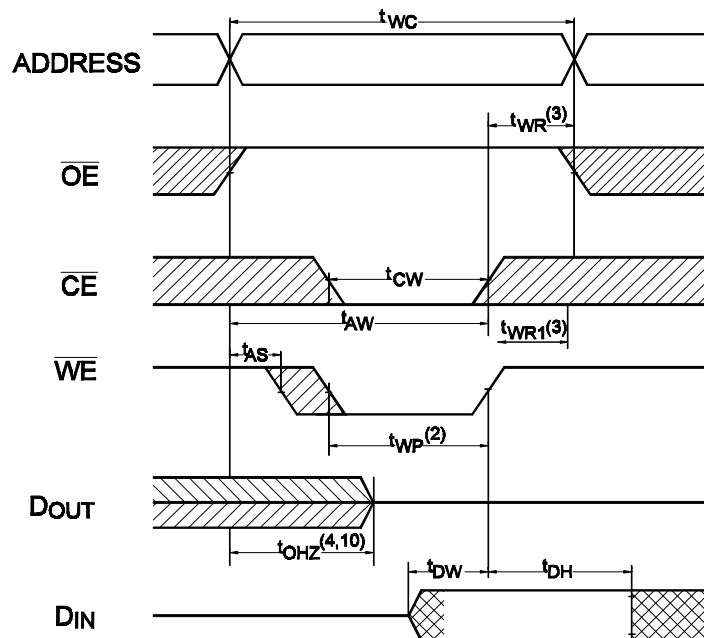 tWC
ADDRESS
tWR(3)
OE
tCW
CE
tAW
tWR1(3)
tAS
WE
tWP(2)
DOUT
tOHZ(4,10)
tDW
tDH
DIN